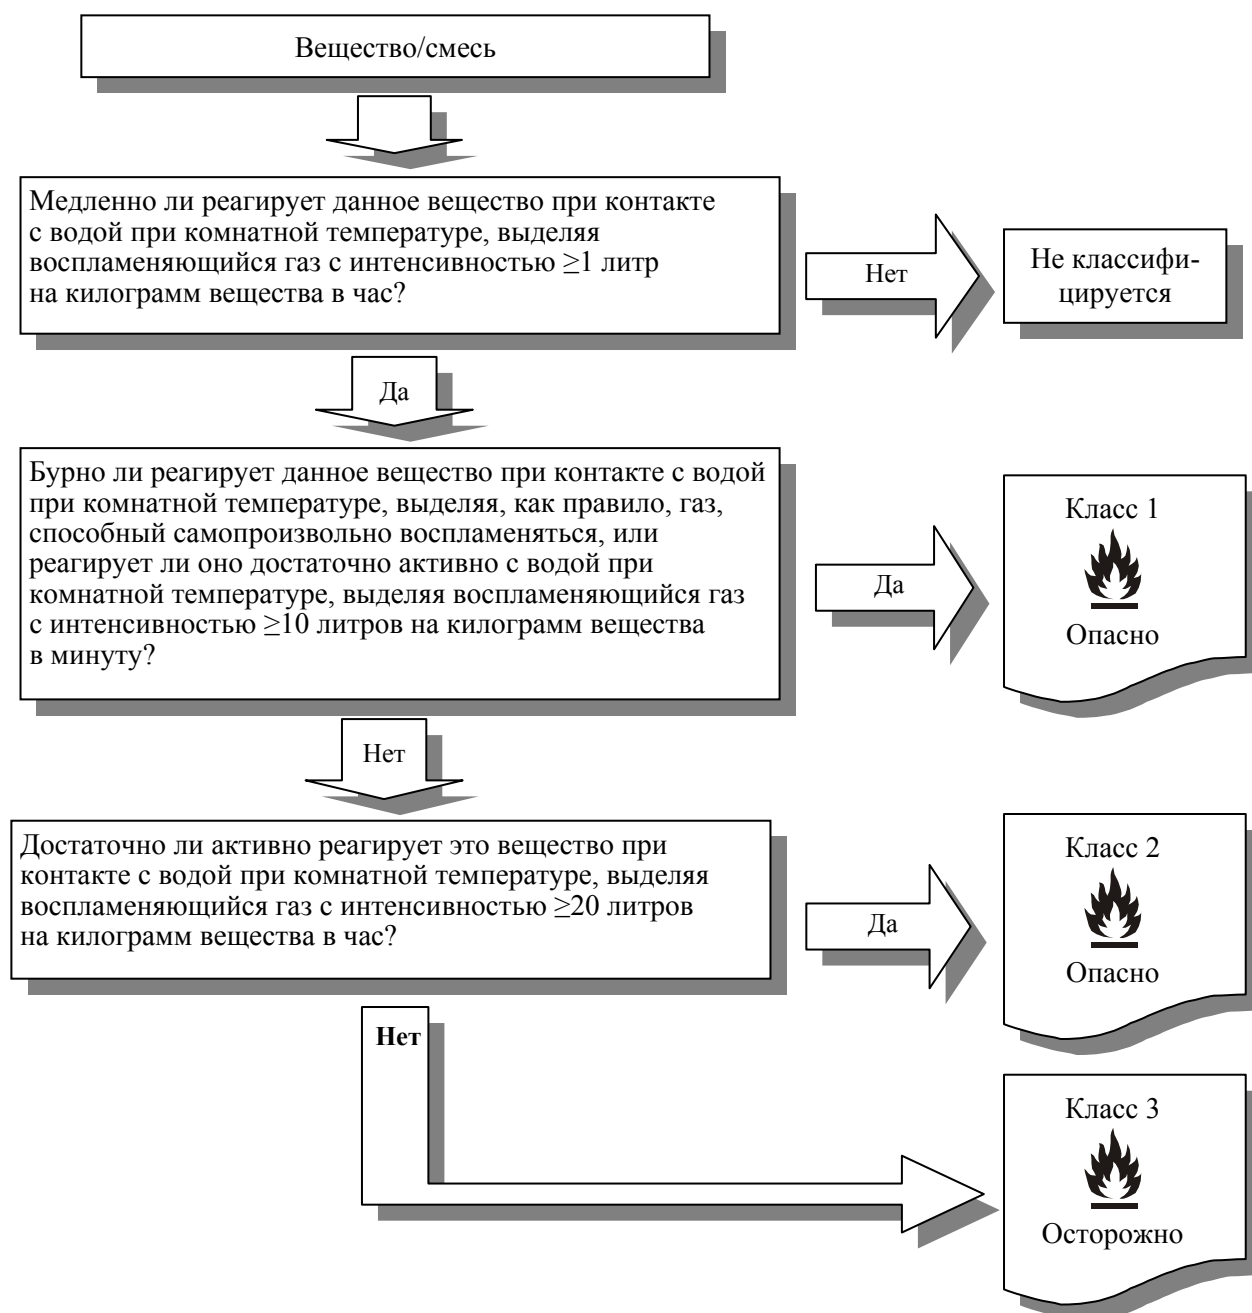 Вещество/смесь
Медленно ли реагирует данное вещество при контакте
с водой при комнатной температуре, выделяя
воспламеняющийся газ с интенсивностью ≥1 литр
на килограмм вещества в час?
Нет
Не классифи-
цируется
Да
Бурно ли реагирует данное вещество при контакте с водой
при комнатной температуре, выделяя, как правило, газ,
способный самопроизвольно воспламеняться, или
реагирует ли оно достаточно активно с водой при
комнатной температуре, выделяя воспламеняющийся газ
с интенсивностью ≥10 литров на килограмм вещества
в минуту?
Да
Класс 1
Опасно
Нет
Достаточно ли активно реагирует это вещество при
контакте с водой при комнатной температуре, выделяя
воспламеняющийся газ с интенсивностью ≥20 литров
на килограмм вещества в час?
Да
Класс 2
Опасно
Нет
Класс 3
Осторожно